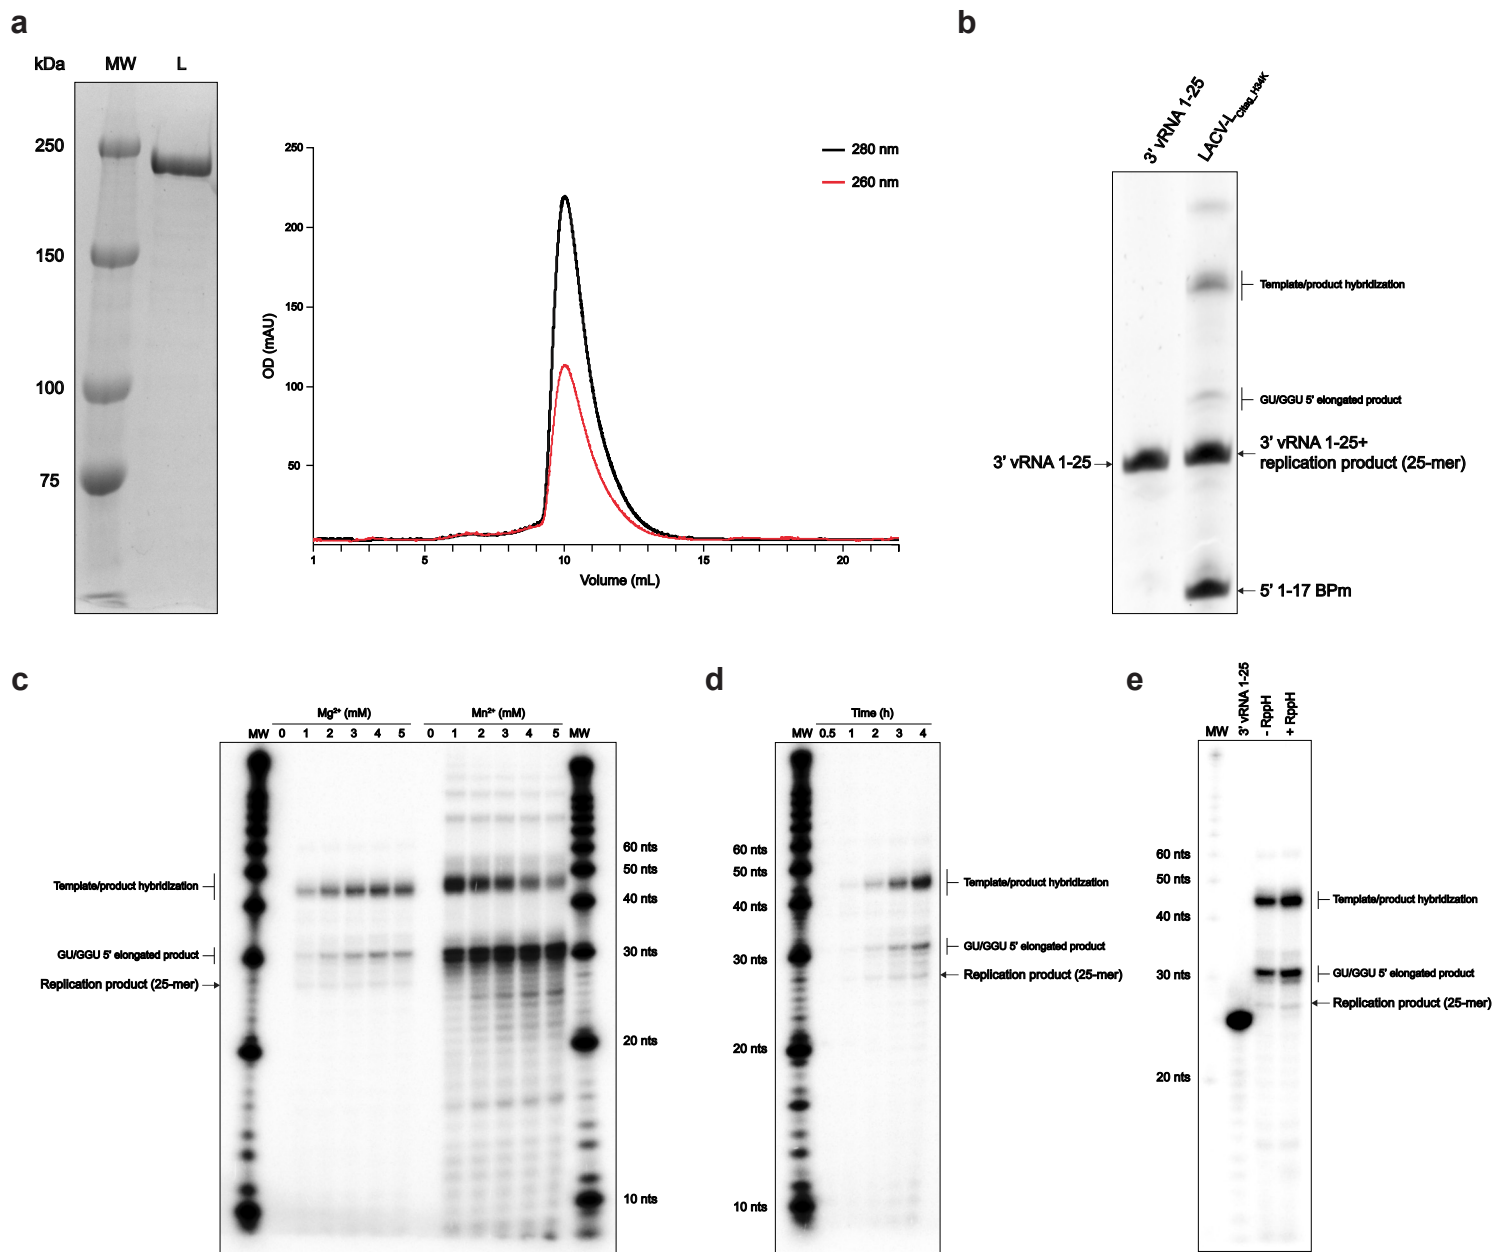 a
kDa MW L
250
150
100
75
250
200
150
100
50
OD (mAU)
280 nm
260 nm
1 5 10 15 20
Volume (mL)
b
3' vRNA 1-25
LACV-LCItag_H34K
Template/product hybridization
GU/GGU 5' elongated product
3' vRNA 1-25
3' vRNA 1-25+
replication product (25-mer)
5' 1-17 BPm
c
Mg²⁺ (mM) Mn²⁺ (mM)
MW 0 1 2 3 4 5 0 1 2 3 4 5 MW
Template/product hybridization
GU/GGU 5' elongated product
Replication product (25-mer)
60 nts
50 nts
40 nts
30 nts
20 nts
10 nts
d
Time (h)
MW 0.5 1 2 3 4
60 nts
50 nts
40 nts
30 nts
20 nts
10 nts
Template/product hybridization
GU/GGU 5' elongated product
Replication product (25-mer)
e
MW
3' vRNA 1-25
- RppH
+ RppH
60 nts
50 nts
40 nts
30 nts
20 nts
Template/product hybridization
GU/GGU 5' elongated product
Replication product (25-mer)